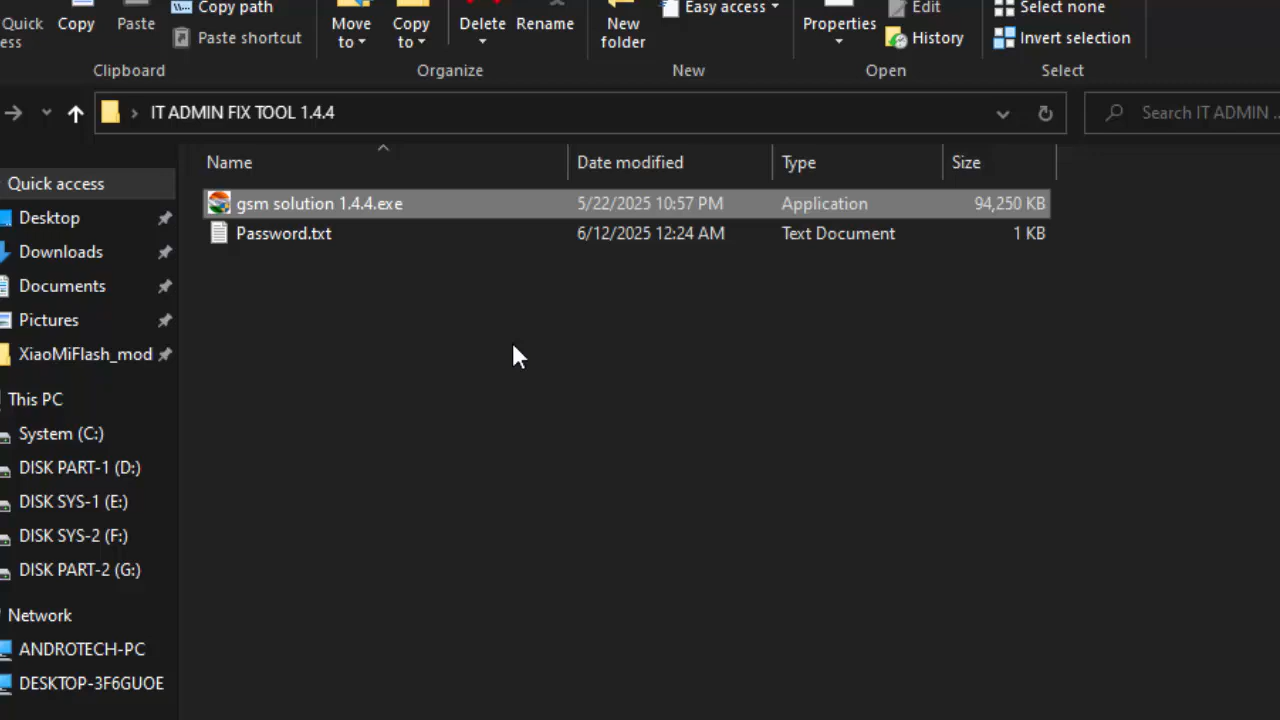 Quick
ess
Copy
Paste
Copy path
Paste shortcut
Move
to
Copy
to
Delete
Rename
New
folder
Easy access
Properties
Edit
History
Select none
Invert selection
Clipboard
Organize
New
Open
Select
IT ADMIN FIX TOOL 1.4.4
Search IT ADMIN ...
Name
Date modified
Type
Size
gsm solution 1.4.4.exe
5/22/2025 10:57 PM
Application
94,250 KB
Password.txt
6/12/2025 12:24 AM
Text Document
1 KB
Quick access
Desktop
Downloads
Documents
Pictures
XiaoMiFlash_mod
This PC
System (C:)
DISK PART-1 (D:)
DISK SYS-1 (E:)
DISK SYS-2 (F:)
DISK PART-2 (G:)
Network
ANDROTECH-PC
DESKTOP-3F6GUOE